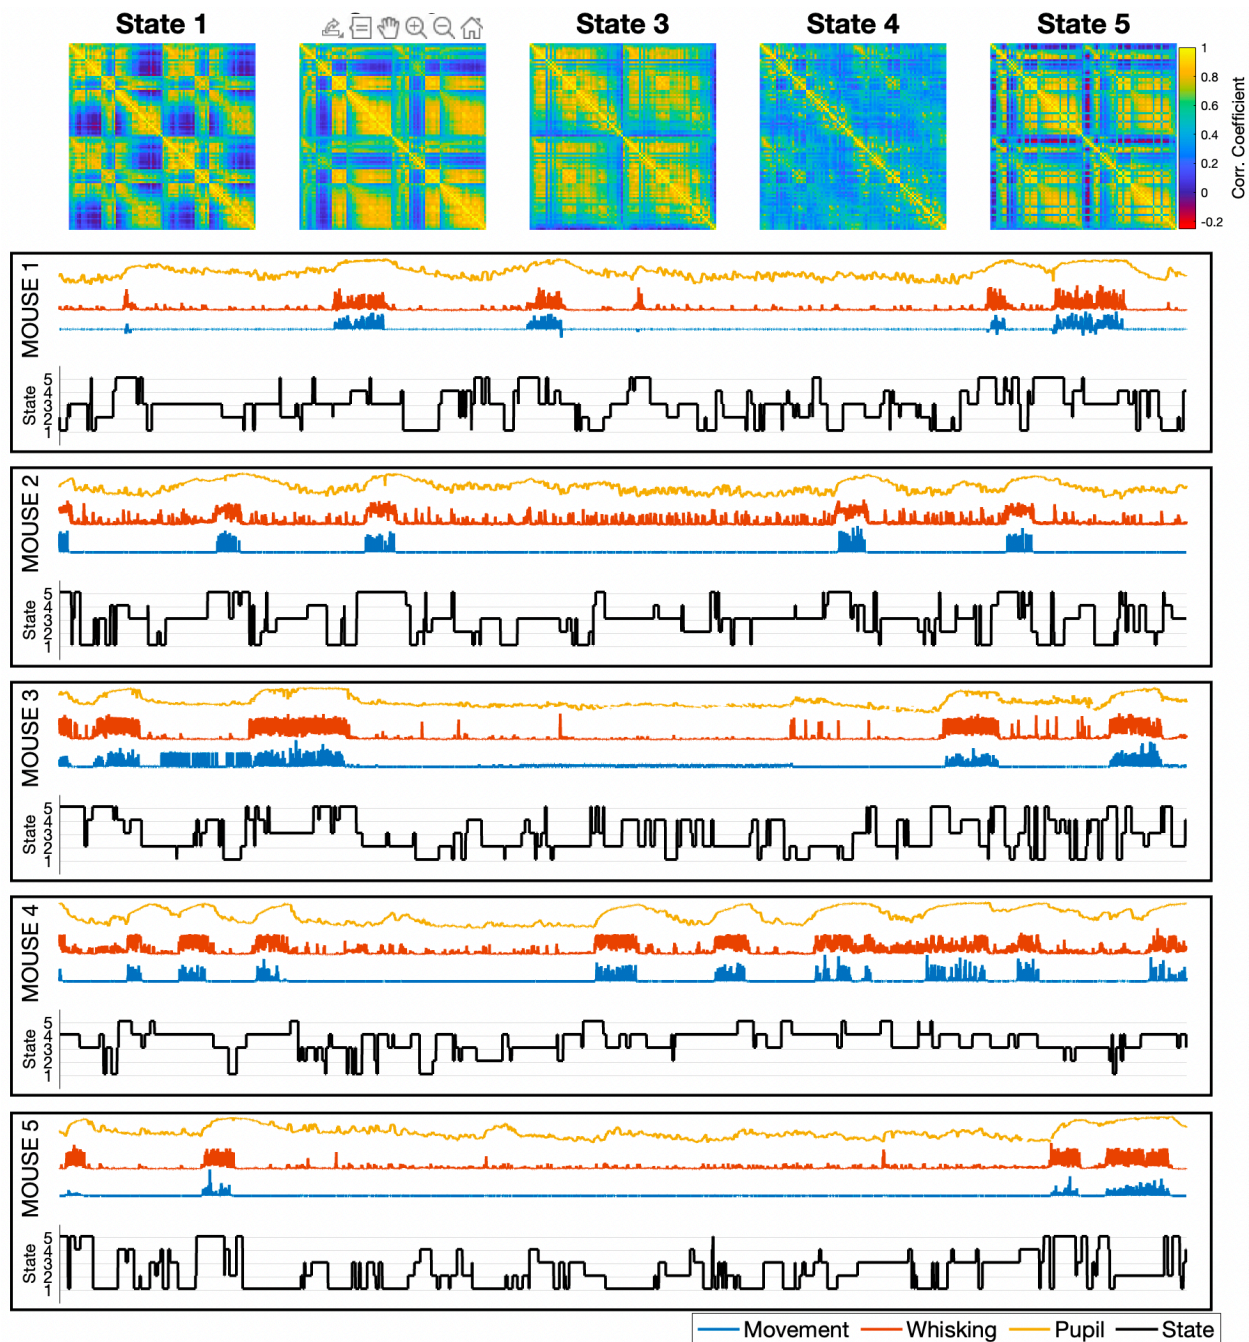 State 1
State 3
State 4
State 5
1
0.8
0.6
0.4
0.2
0
-0.2
Corr. Coefficient
MOUSE 1
State
5
4
3
2
1
MOUSE 2
State
5
4
3
2
1
MOUSE 3
State
5
4
3
2
1
MOUSE 4
State
5
4
3
2
1
MOUSE 5
State
5
4
3
2
1
Movement
Whisking
Pupil
State